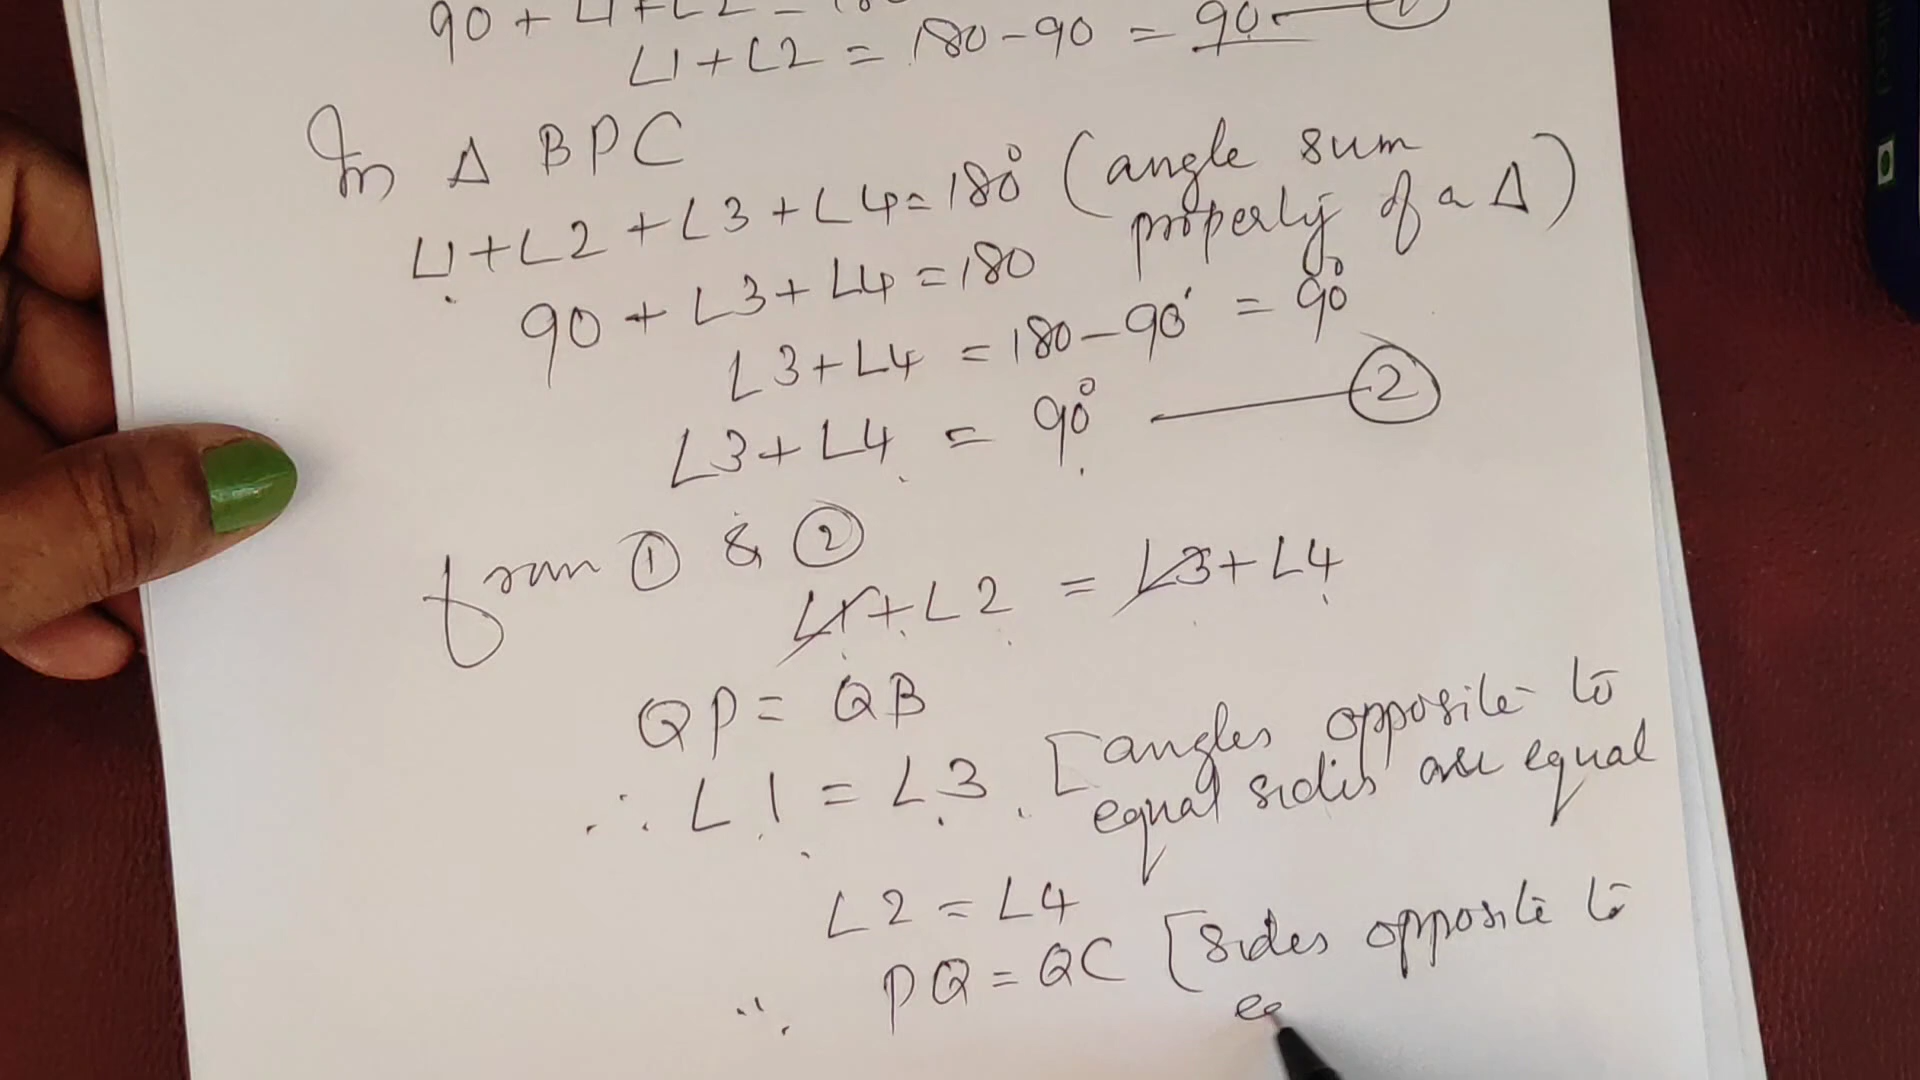 90 + ∠1 + ∠2 = 180
∠1 + ∠2 = 180 - 90 = 90 ①
In Δ BPC
∠1 + ∠2 + ∠3 + ∠4 = 180° (angle sum
property of a Δ)
90 + ∠3 + ∠4 = 180
∠3 + ∠4 = 180 - 90° = 90°
∠3 + ∠4 = 90° ②
from ① & ②
∠1 + ∠2 = ∠3 + ∠4
QP = QB
∴ ∠1 = ∠3 [angles opposite to
equal sides are equal
∠2 = ∠4
∴ PQ = QC [sides opposite to